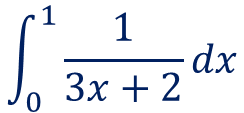 ∫₀¹ 1/(3x + 2) dx